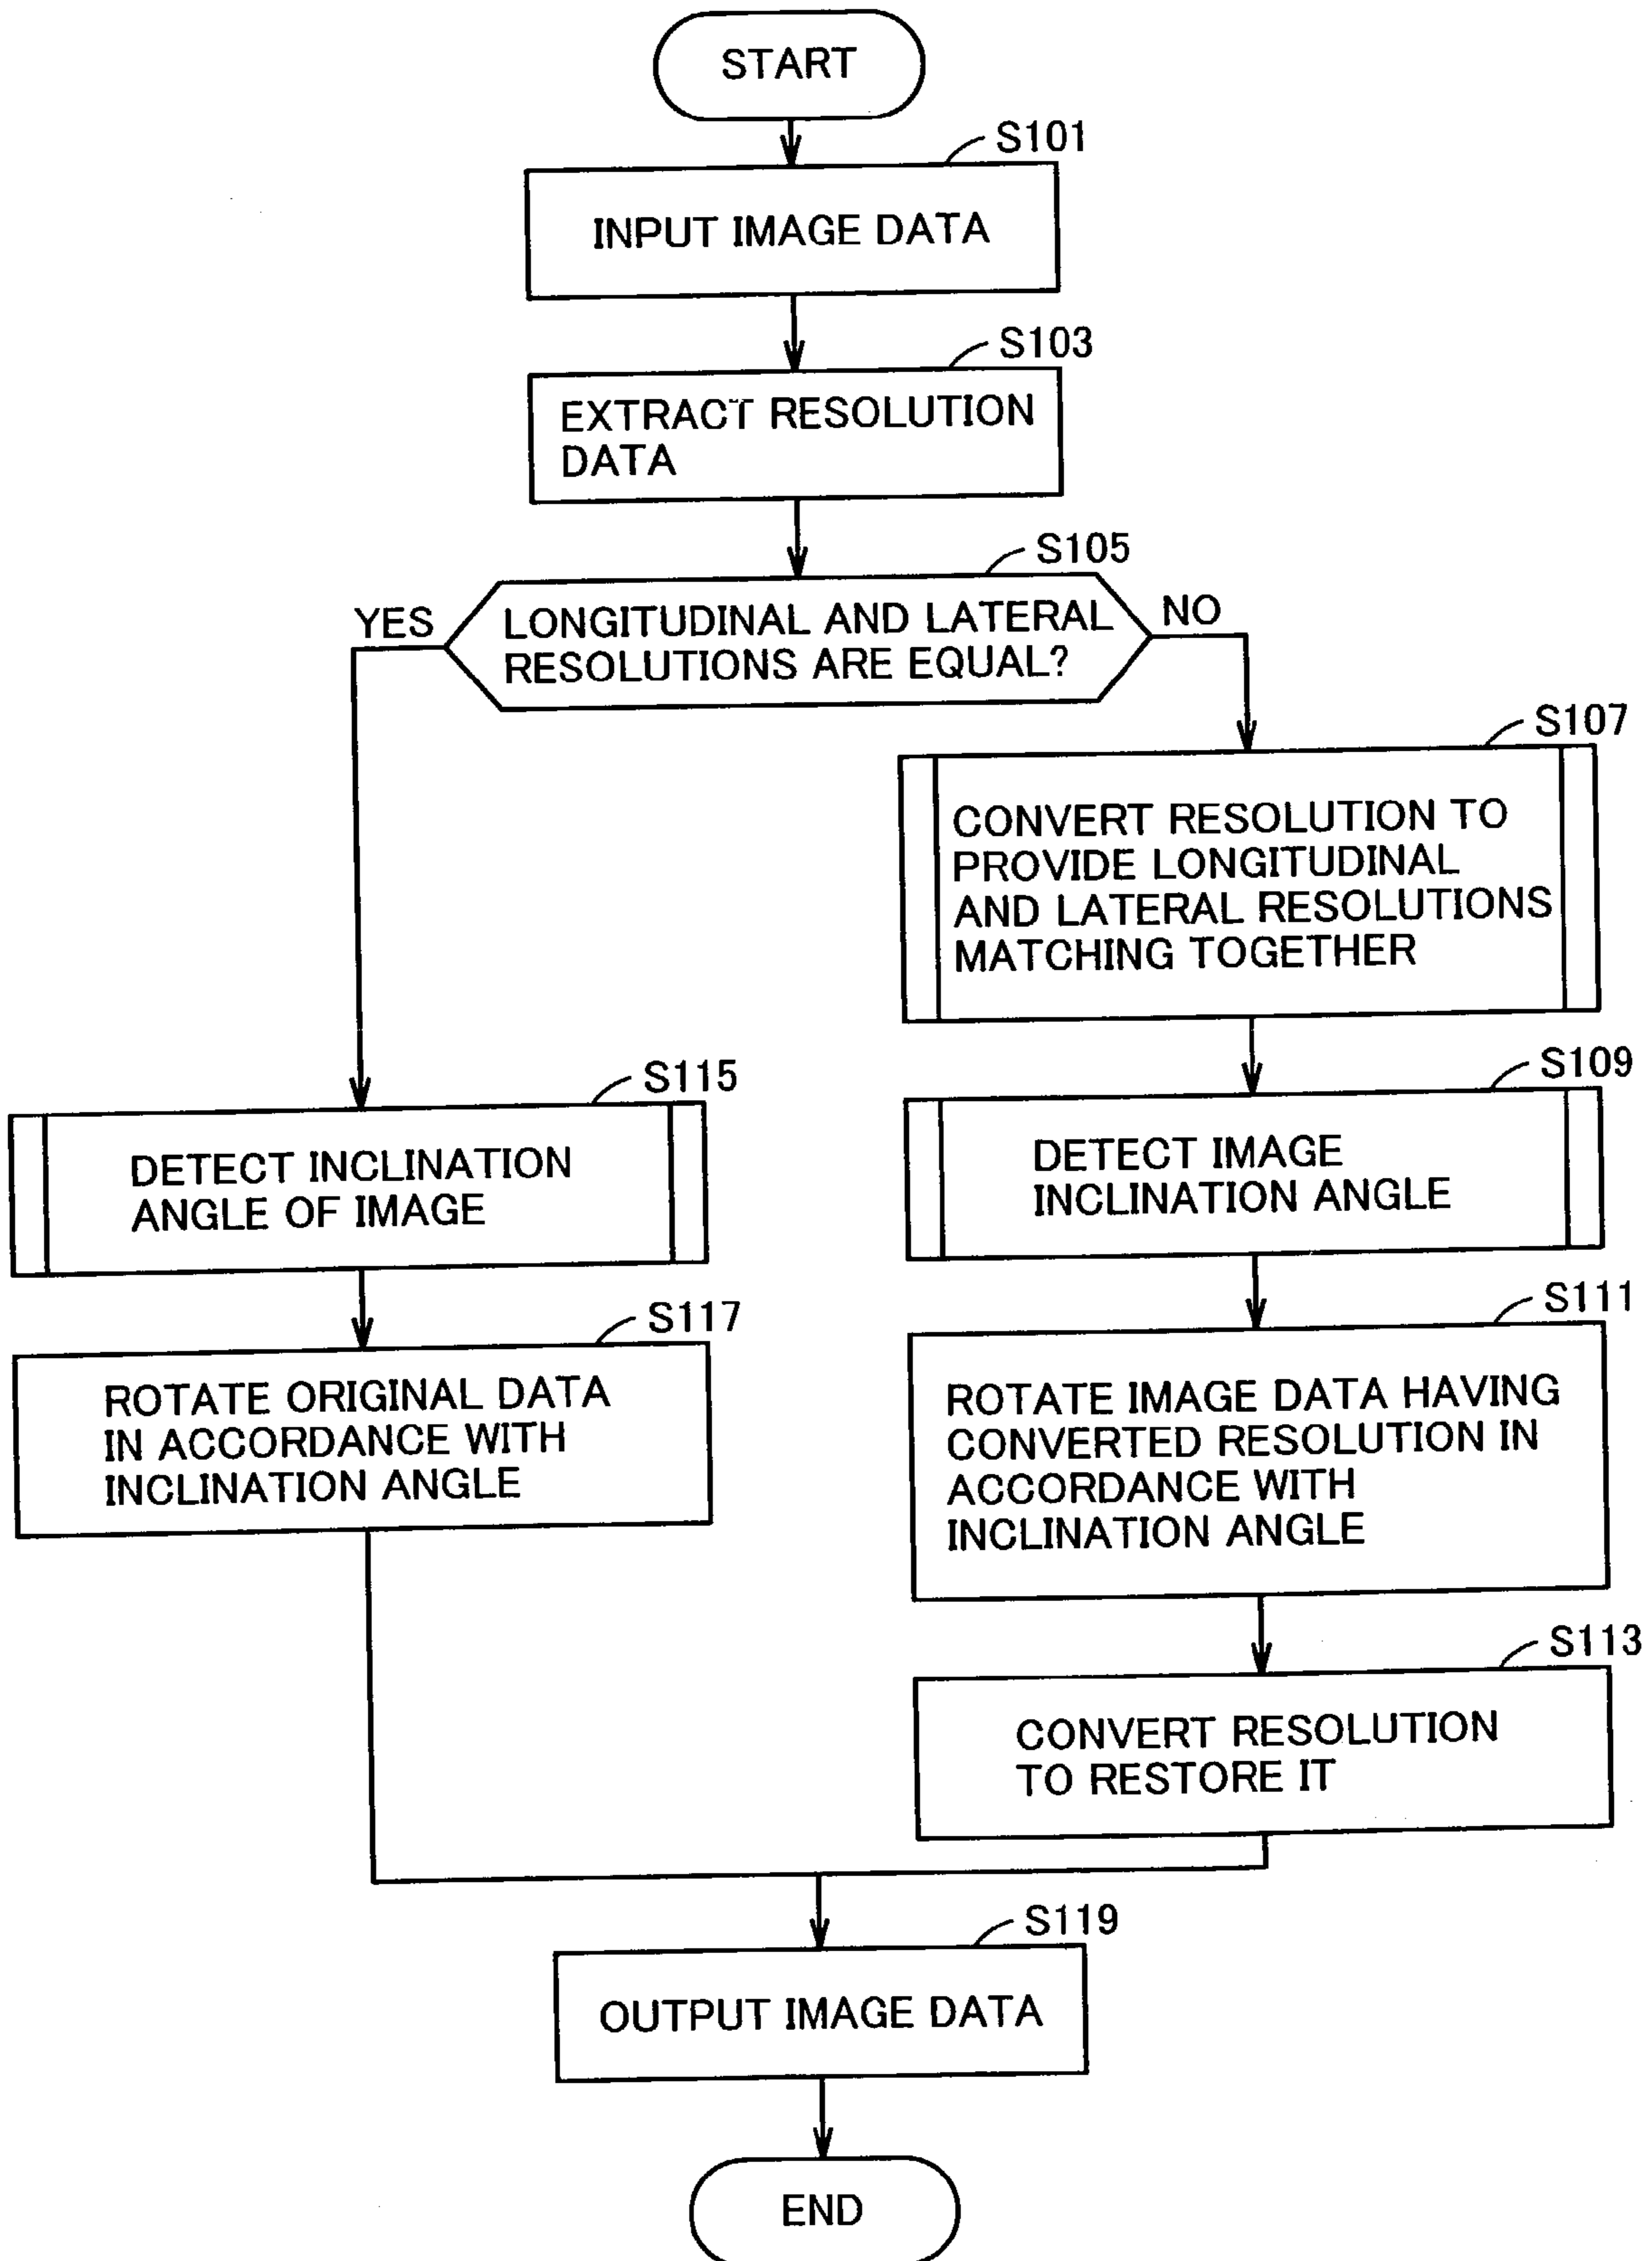 START
S101
INPUT IMAGE DATA
S103
EXTRACT RESOLUTION
DATA
S105
YES
LONGITUDINAL AND LATERAL
RESOLUTIONS ARE EQUAL?
NO
S107
CONVERT RESOLUTION TO
PROVIDE LONGITUDINAL
AND LATERAL RESOLUTIONS
MATCHING TOGETHER
S115
DETECT INCLINATION
ANGLE OF IMAGE
S109
DETECT IMAGE
INCLINATION ANGLE
S117
ROTATE ORIGINAL DATA
IN ACCORDANCE WITH
INCLINATION ANGLE
S111
ROTATE IMAGE DATA HAVING
CONVERTED RESOLUTION IN
ACCORDANCE WITH
INCLINATION ANGLE
S113
CONVERT RESOLUTION
TO RESTORE IT
S119
OUTPUT IMAGE DATA
END